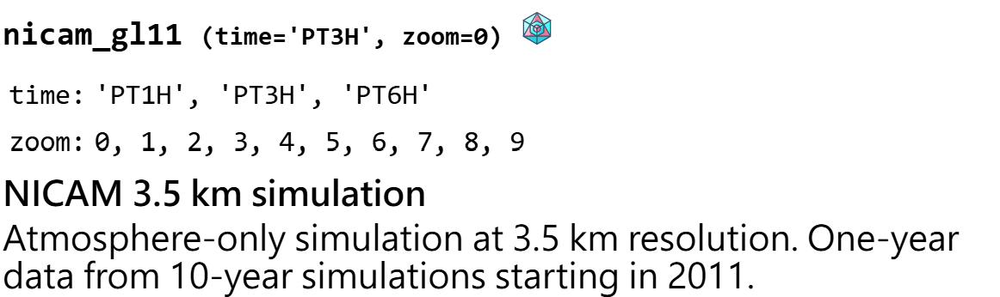 nicam_gl11 (time='PT3H', zoom=0)
time: 'PT1H', 'PT3H', 'PT6H'
zoom: 0, 1, 2, 3, 4, 5, 6, 7, 8, 9
NICAM 3.5 km simulation
Atmosphere-only simulation at 3.5 km resolution. One-year
data from 10-year simulations starting in 2011.